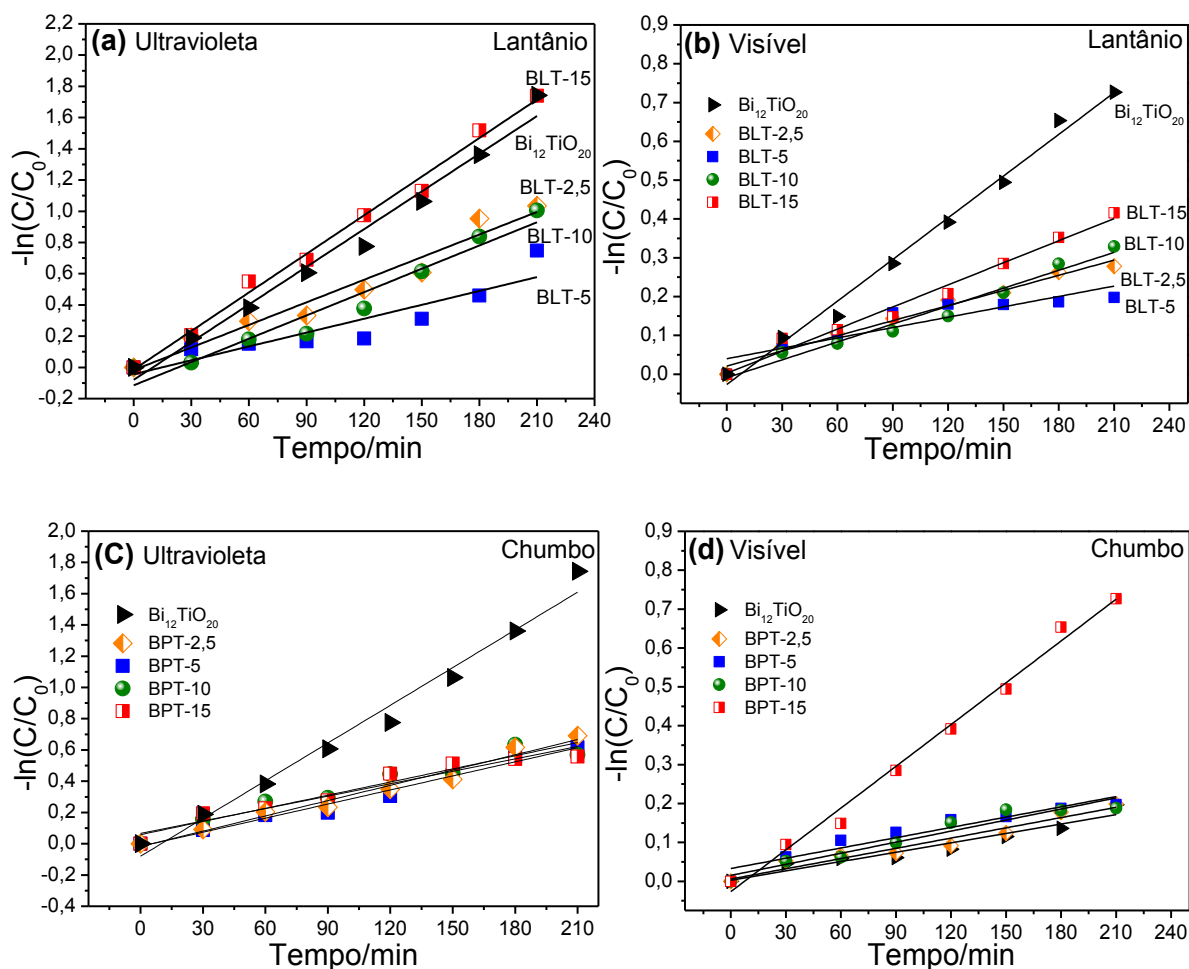 (a) Ultravioleta Lantânio
2,2
2,0
1,8
1,6
1,4
1,2
1,0
0,8
0,6
0,4
0,2
0,0
-0,2
-ln(C/C₀)
BLT-15
Bi₁₂TiO₂₀
BLT-2,5
BLT-10
BLT-5
0 30 60 90 120 150 180 210 240
Tempo/min
(b) Visível Lantânio
0,9
0,8
0,7
0,6
0,5
0,4
0,3
0,2
0,1
0,0
-ln(C/C₀)
Bi₁₂TiO₂₀
BLT-2,5
BLT-5
BLT-10
BLT-15
Bi₁₂TiO₂₀
BLT-15
BLT-10
BLT-2,5
BLT-5
0 30 60 90 120 150 180 210 240
Tempo/min
(C) Ultravioleta Chumbo
2,0
1,8
1,6
1,4
1,2
1,0
0,8
0,6
0,4
0,2
0,0
-0,2
-0,4
-ln(C/C₀)
Bi₁₂TiO₂₀
BPT-2,5
BPT-5
BPT-10
BPT-15
0 30 60 90 120 150 180 210
Tempo/min
(d) Visível Chumbo
0,9
0,8
0,7
0,6
0,5
0,4
0,3
0,2
0,1
0,0
-ln(C/C₀)
Bi₁₂TiO₂₀
BPT-2,5
BPT-5
BPT-10
BPT-15
0 30 60 90 120 150 180 210 240
Tempo/min